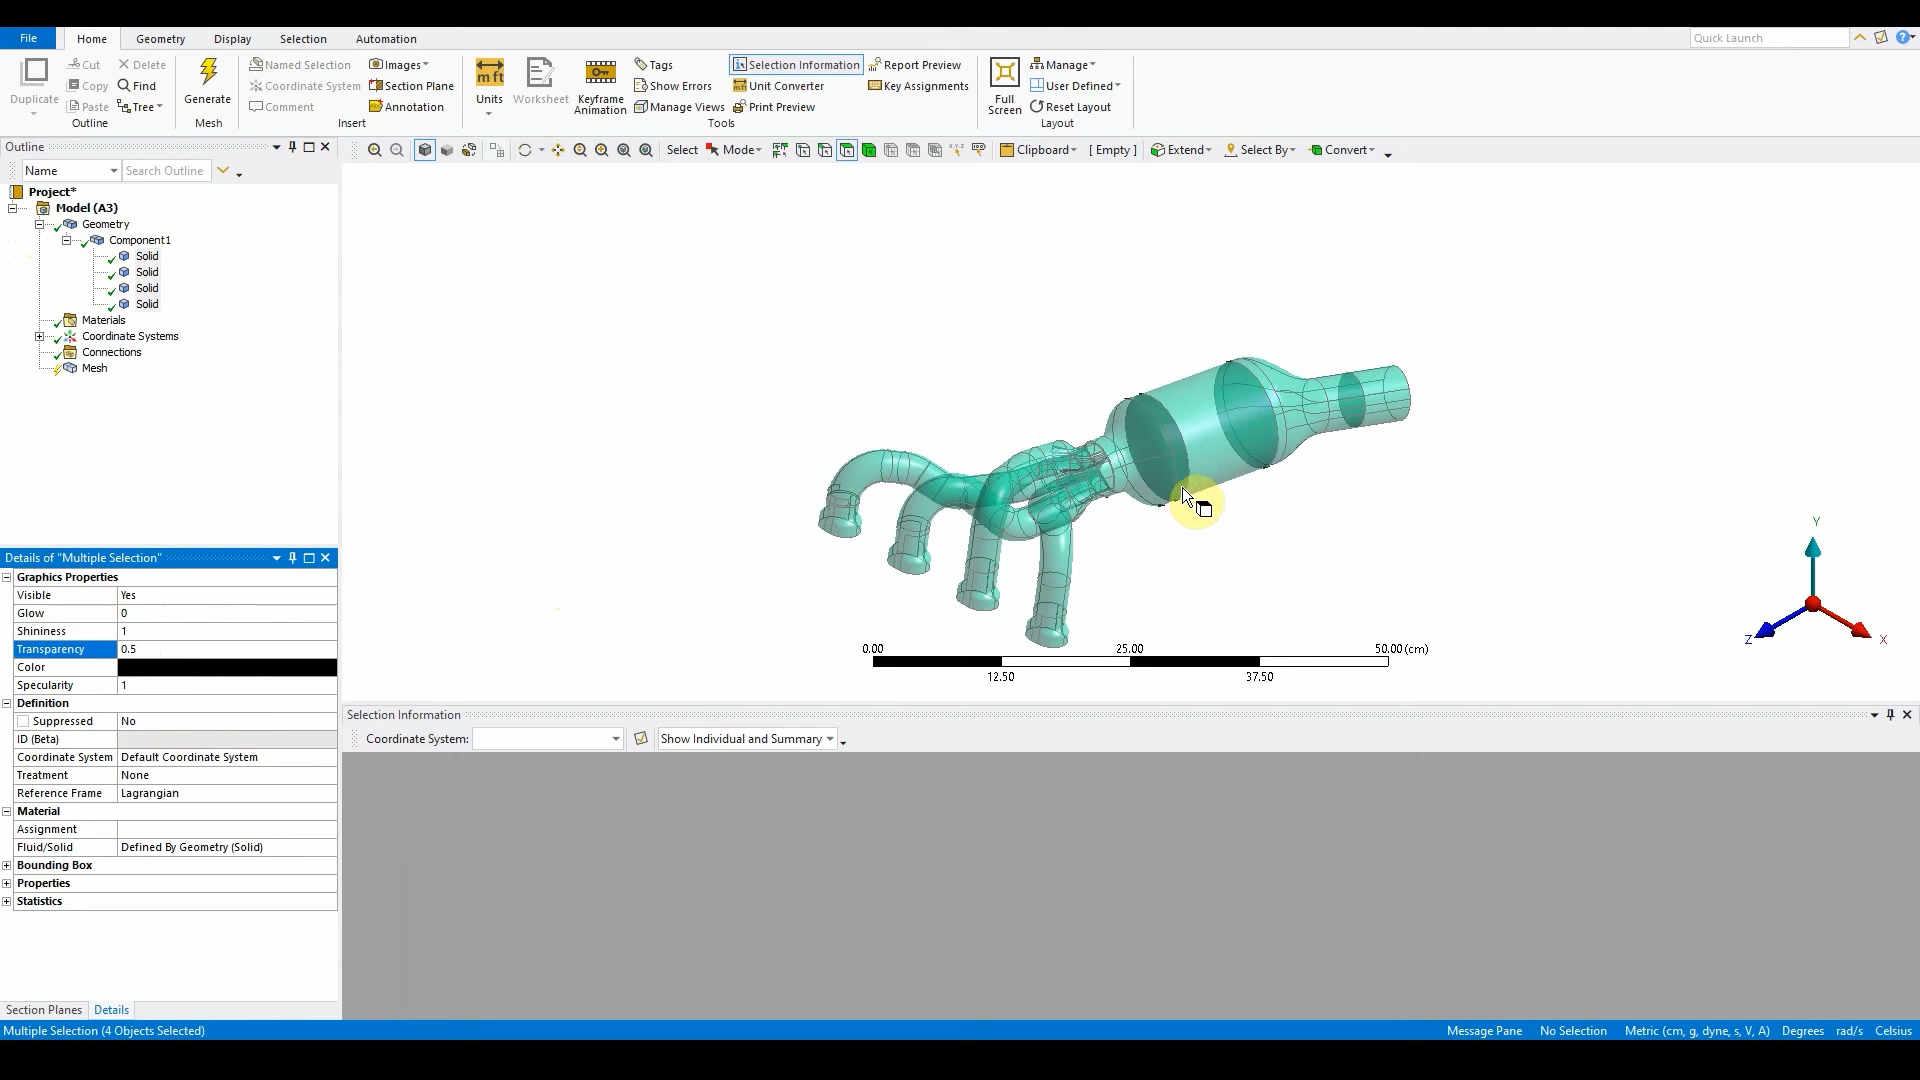 File
Home
Geometry
Display
Selection
Automation
Quick Launch
Duplicate
Cut
Copy
Paste
Delete
Find
Tree
Outline
Generate
Mesh
Named Selection
Coordinate System
Comment
Images
Section Plane
Annotation
Insert
Units
Worksheet
Keyframe
Animation
Tags
Show Errors
Manage Views
Selection Information
Unit Converter
Print Preview
Report Preview
Key Assignments
Tools
Full
Screen
Manage
User Defined
Reset Layout
Layout
Outline
Name
Search Outline
Select
Mode
Clipboard
[ Empty ]
Extend
Select By
Convert
Project*
Model (A3)
Geometry
Component1
Solid
Solid
Solid
Solid
Materials
Coordinate Systems
Connections
Mesh
Details of "Multiple Selection"
Graphics Properties
Visible Yes
Glow 0
Shininess 1
Transparency 0.5
Color
Specularity 1
Definition
Suppressed No
ID (Beta)
Coordinate System Default Coordinate System
Treatment None
Reference Frame Lagrangian
Material
Assignment
Fluid/Solid Defined By Geometry (Solid)
Bounding Box
Properties
Statistics
Section Planes Details
0.00 25.00 50.00 (cm)
12.50 37.50
Y
Z
X
Selection Information
Coordinate System:
Show Individual and Summary
Multiple Selection (4 Objects Selected)
Message Pane
No Selection
Metric (cm, g, dyne, s, V, A)
Degrees
rad/s
Celsius